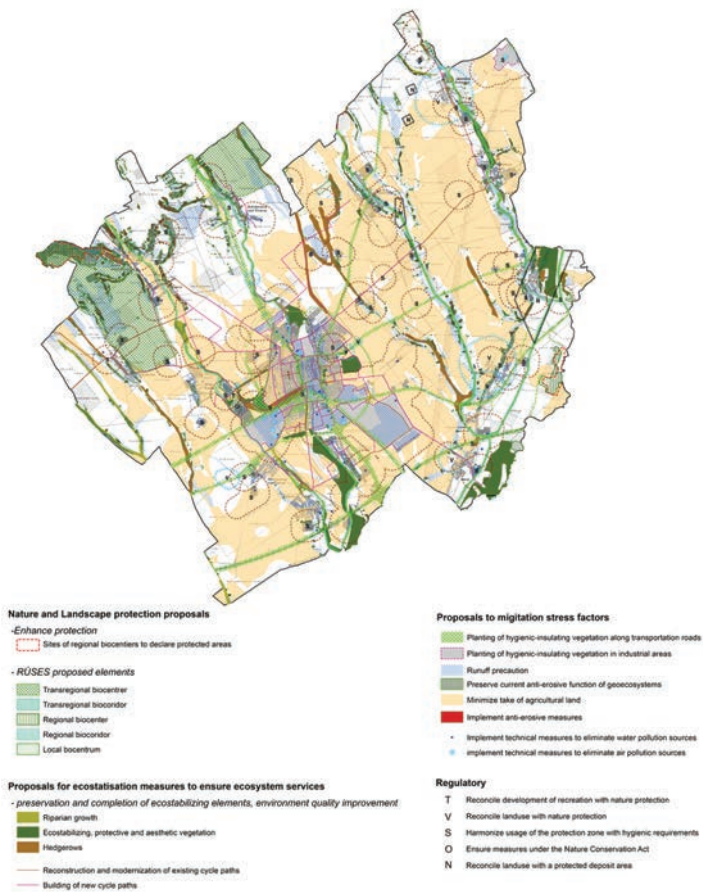 Nature and Landscape protection proposals
-Enhance protection
Sites of regional biocentiers to declare protected areas
- RÚSES proposed elements
Transregional biocentrer
Transregional biocoridor
Regional biocenter
Regional biocoridor
Local biocentrum
Proposals for ecostatisation measures to ensure ecosystem services
- preservation and completion of ecostabilizing elements, environment quality improvement
Riparian growth
Ecostabilizing, protective and aesthetic vegetation
Hedgerows
Reconstruction and modernization of existing cycle paths
Building of new cycle paths
Proposals to migitation stress factors
Planting of hygienic-insulating vegetation along transportation roads
Planting of hygienic-insulating vegetation in industrial areas
Runuff precaution
Preserve current anti-erosive function of geoecosystems
Minimize take of agricultural land
Implement anti-erosive measures
Implement technical measures to eliminate water pollution sources
implement technical measures to eliminate air pollution sources
Regulatory
T Reconcile development of recreation with nature protection
V Reconcile landuse with nature protection
S Harmonize usage of the protection zone with hygienic requirements
O Ensure measures under the Nature Conservation Act
N Reconcile landuse with a protected deposit area